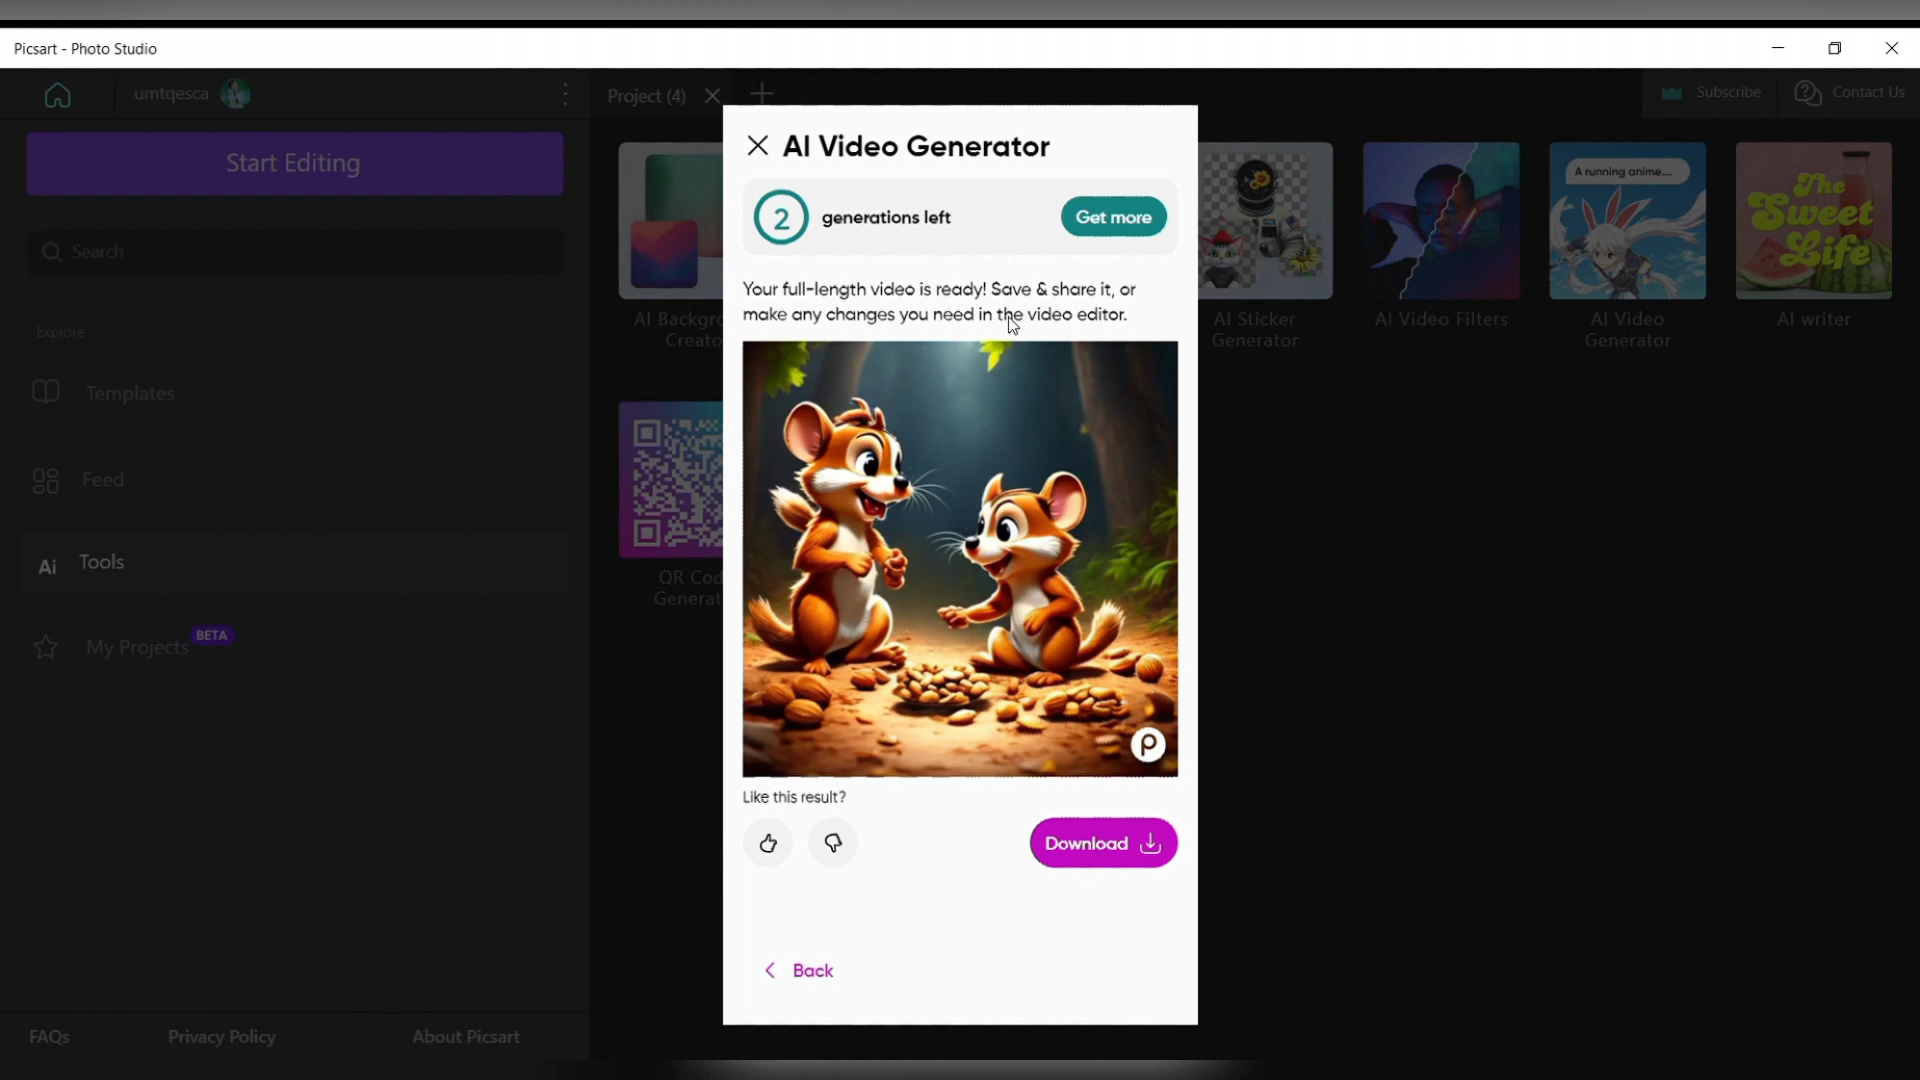 Picsart - Photo Studio
umtqesca
Project (4)
Subscribe
Contact Us
Start Editing
Search
Explore
Templates
Feed
Ai Tools
My Projects BETA
FAQs
Privacy Policy
About Picsart
AI Video Generator
2 generations left
Get more
Your full-length video is ready! Save & share it, or
make any changes you need in the video editor.
P
Like this result?
Download
Back
AI Sticker
Generator
AI Video Filters
A running anime....
AI Video
Generator
The
Sweet
Life
AI writer